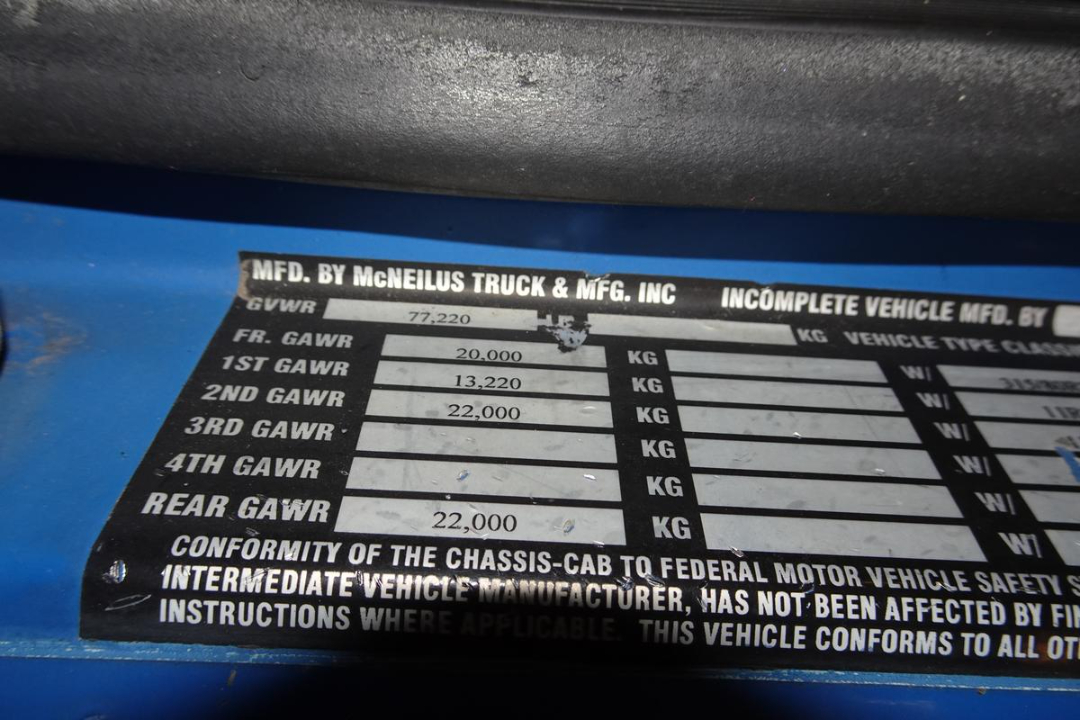 MFD. BY McNEILUS TRUCK & MFG. INC INCOMPLETE VEHICLE MFD. BY
GVWR 77,220 KG VEHICLE TYPE
FR. GAWR 20,000 KG W/
1ST GAWR 13,220 KG W/
2ND GAWR 22,000 KG W/
3RD GAWR KG W/
4TH GAWR KG W/
REAR GAWR 22,000 KG W/
CONFORMITY OF THE CHASSIS-CAB TO FEDERAL MOTOR VEHICLE SAFETY
INTERMEDIATE VEHICLE MANUFACTURER, HAS NOT BEEN AFFECTED BY
INSTRUCTIONS WHERE APPLICABLE. THIS VEHICLE CONFORMS TO ALL